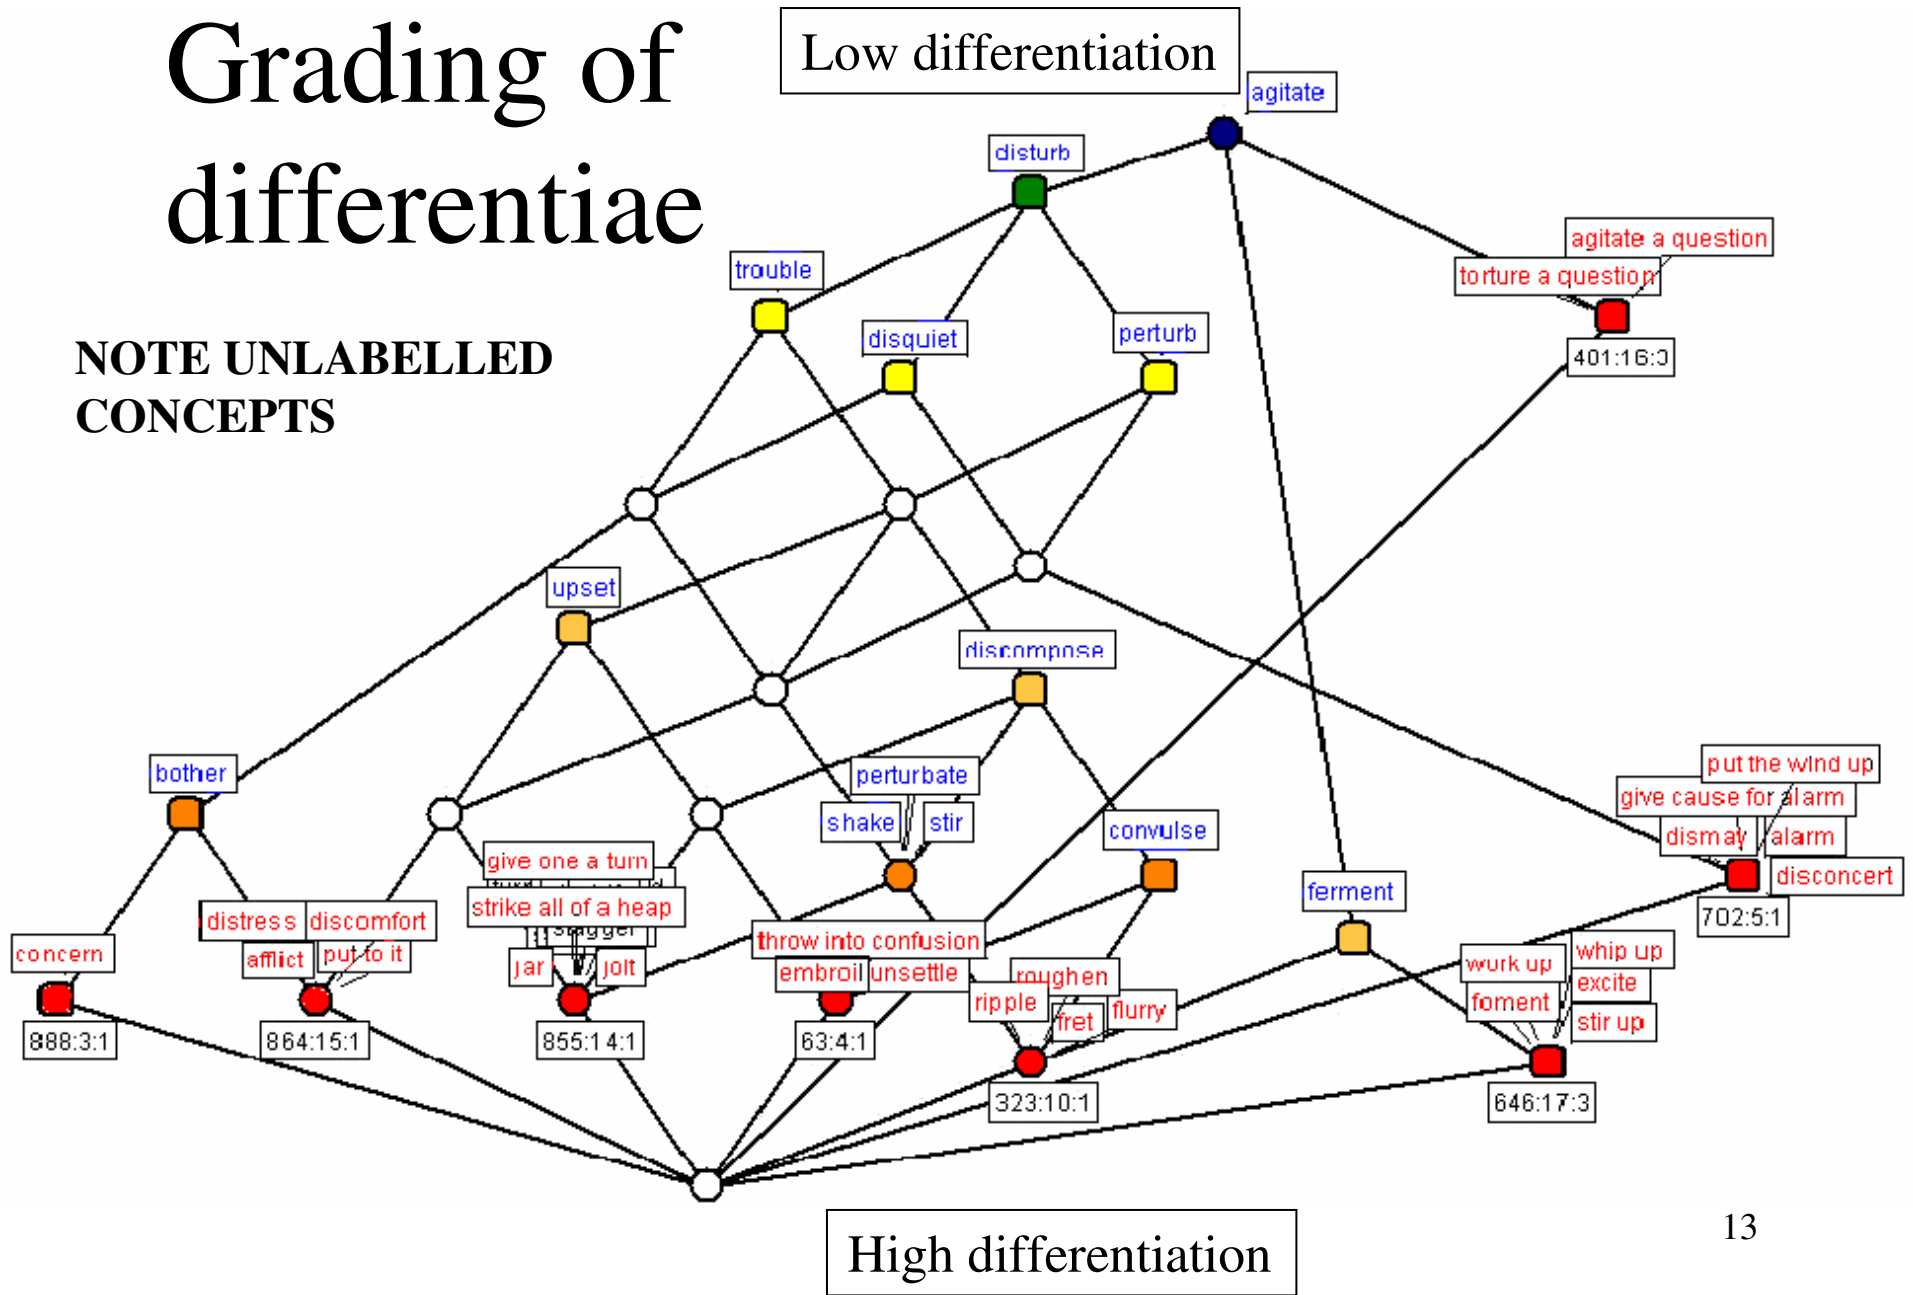 Grading of
differentiae
Low differentiation
agitate
disturb
agitate a question
trouble
torture a question
disquiet
perturb
NOTE UNLABELLED
CONCEPTS
401:16:3
upset
discompose
bother
perturbate
put the wind up
give cause for alarm
shake
stir
convulse
dismay
alarm
give one a turn
disconcert
ferment
strike all of a heap
stagger
distress
discomfort
702:5:1
concern
afflict
put to it
jar
jolt
throw into confusion
embroil
unsettle
roughen
ripple
fret
flurry
work up
whip up
foment
excite
stir up
888:3:1
864:15:1
855:14:1
63:4:1
323:10:1
646:17:3
13
High differentiation